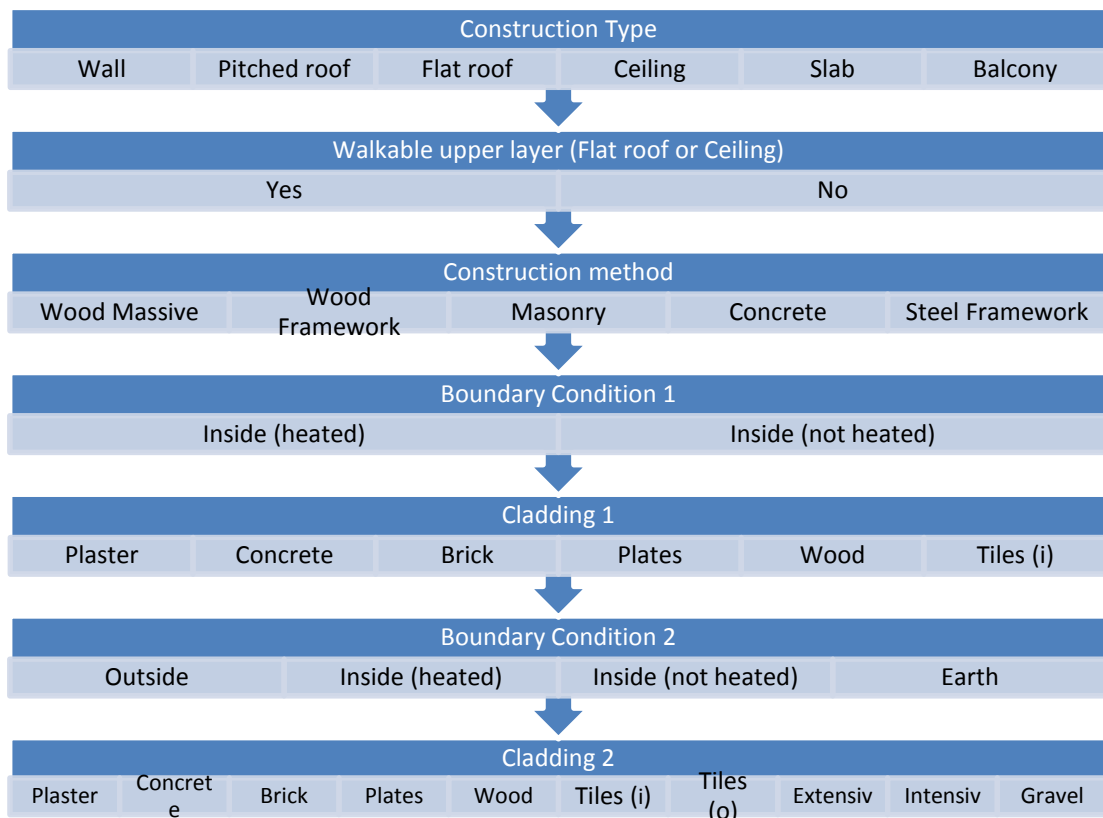 Construction Type
Wall Pitched roof Flat roof Ceiling Slab Balcony
Walkable upper layer (Flat roof or Ceiling)
Yes No
Construction method
Wood Massive Wood Framework Masonry Concrete Steel Framework
Boundary Condition 1
Inside (heated) Inside (not heated)
Cladding 1
Plaster Concrete Brick Plates Wood Tiles (i)
Boundary Condition 2
Outside Inside (heated) Inside (not heated) Earth
Cladding 2
Plaster Concrete Brick Plates Wood Tiles (i) Tiles (o) Extensiv Intensiv Gravel